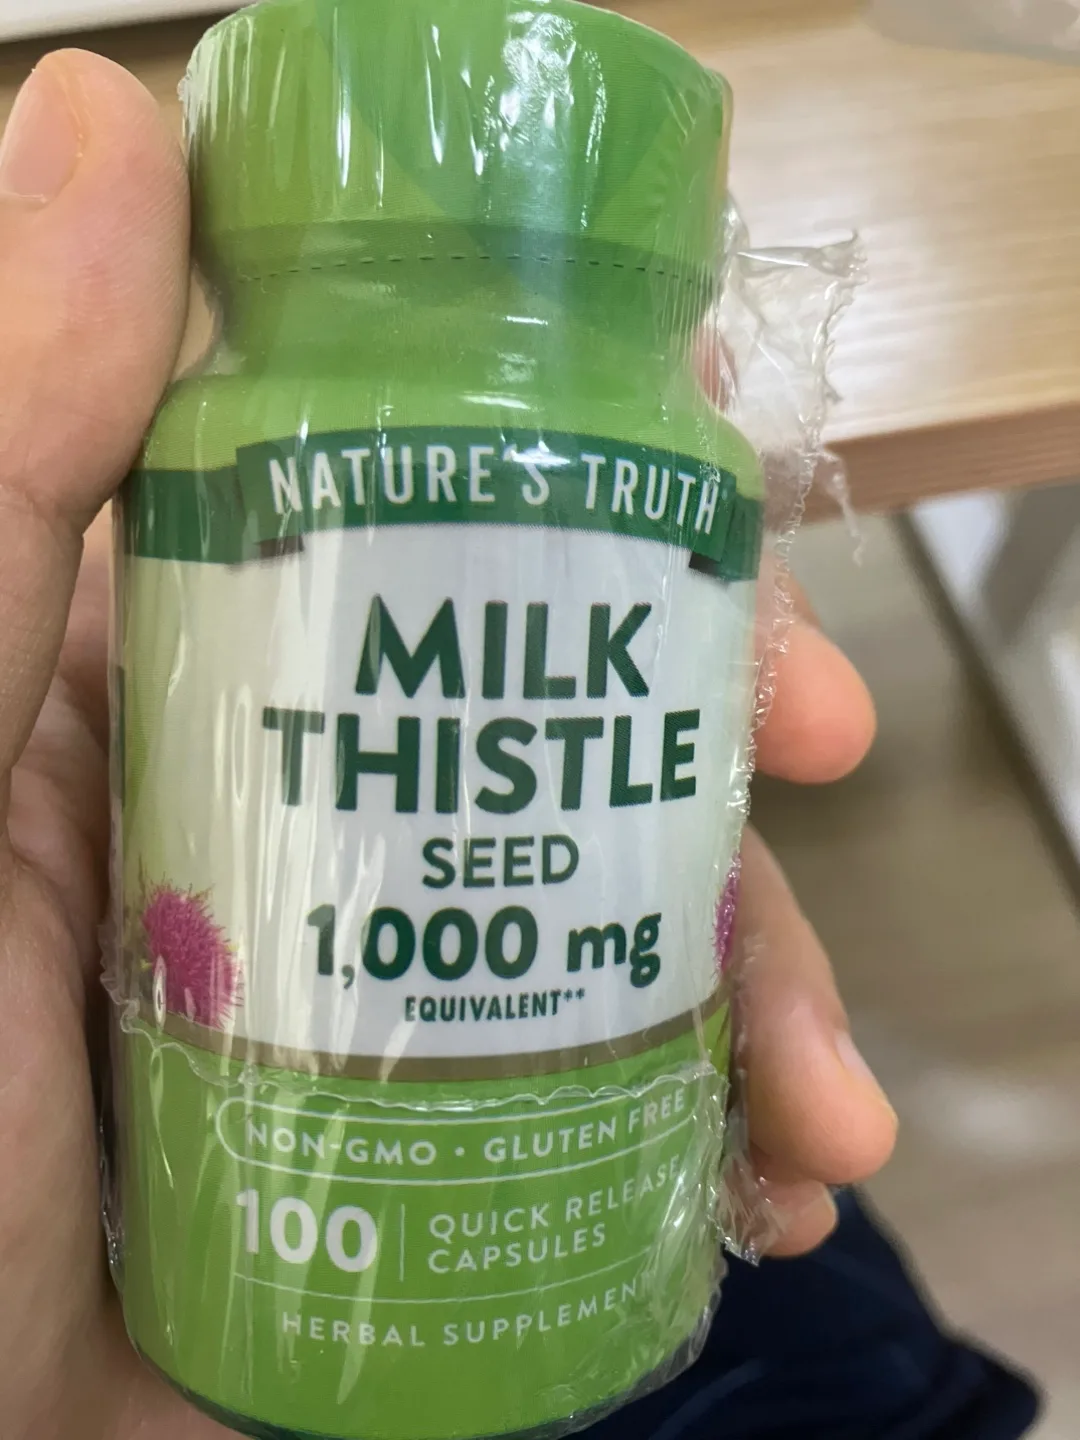 NATURE'S TRUTH
MILK
THISTLE
SEED
1,000 mg
EQUIVALENT**
NON-GMO • GLUTEN FREE
100
QUICK RELEASE
CAPSULES
HERBAL SUPPLEMENT